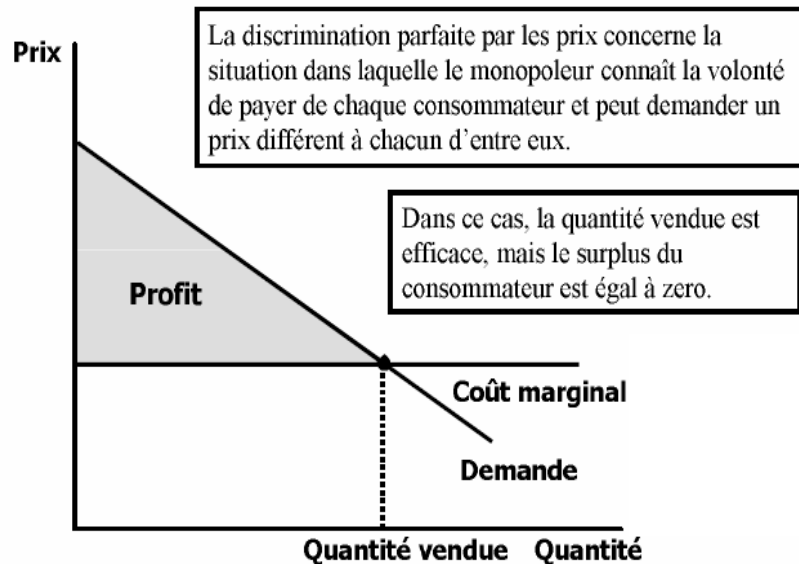 Prix
La discrimination parfaite par les prix concerne la
situation dans laquelle le monopoleur connaît la volonté
de payer de chaque consommateur et peut demander un
prix différent à chacun d'entre eux.
Dans ce cas, la quantité vendue est
efficace, mais le surplus du
consommateur est égal à zero.
Profit
Coût marginal
Demande
Quantité vendue Quantité